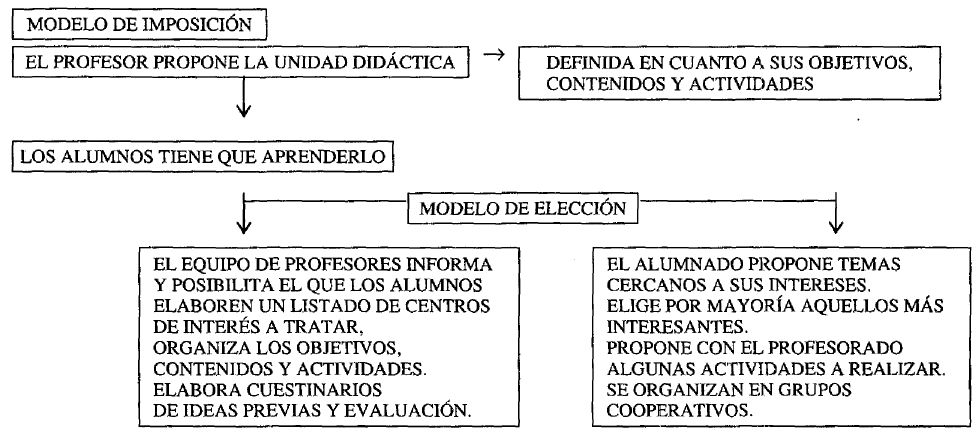 MODELO DE IMPOSICIÓN
EL PROFESOR PROPONE LA UNIDAD DIDÁCTICA
DEFINIDA EN CUANTO A SUS OBJETIVOS,
CONTENIDOS Y ACTIVIDADES
LOS ALUMNOS TIENE QUE APRENDERLO
MODELO DE ELECCIÓN
EL EQUIPO DE PROFESORES INFORMA
Y POSIBILITA EL QUE LOS ALUMNOS
ELABOREN UN LISTADO DE CENTROS
DE INTERÉS A TRATAR,
ORGANIZA LOS OBJETIVOS,
CONTENIDOS Y ACTIVIDADES.
ELABORA CUESTINARIOS
DE IDEAS PREVIAS Y EVALUACIÓN.
EL ALUMNADO PROPONE TEMAS
CERCANOS A SUS INTERESES.
ELIGE POR MAYORÍA AQUELLOS MÁS
INTERESANTES.
PROPONE CON EL PROFESORADO
ALGUNAS ACTIVIDADES A REALIZAR.
SE ORGANIZAN EN GRUPOS
COOPERATIVOS.